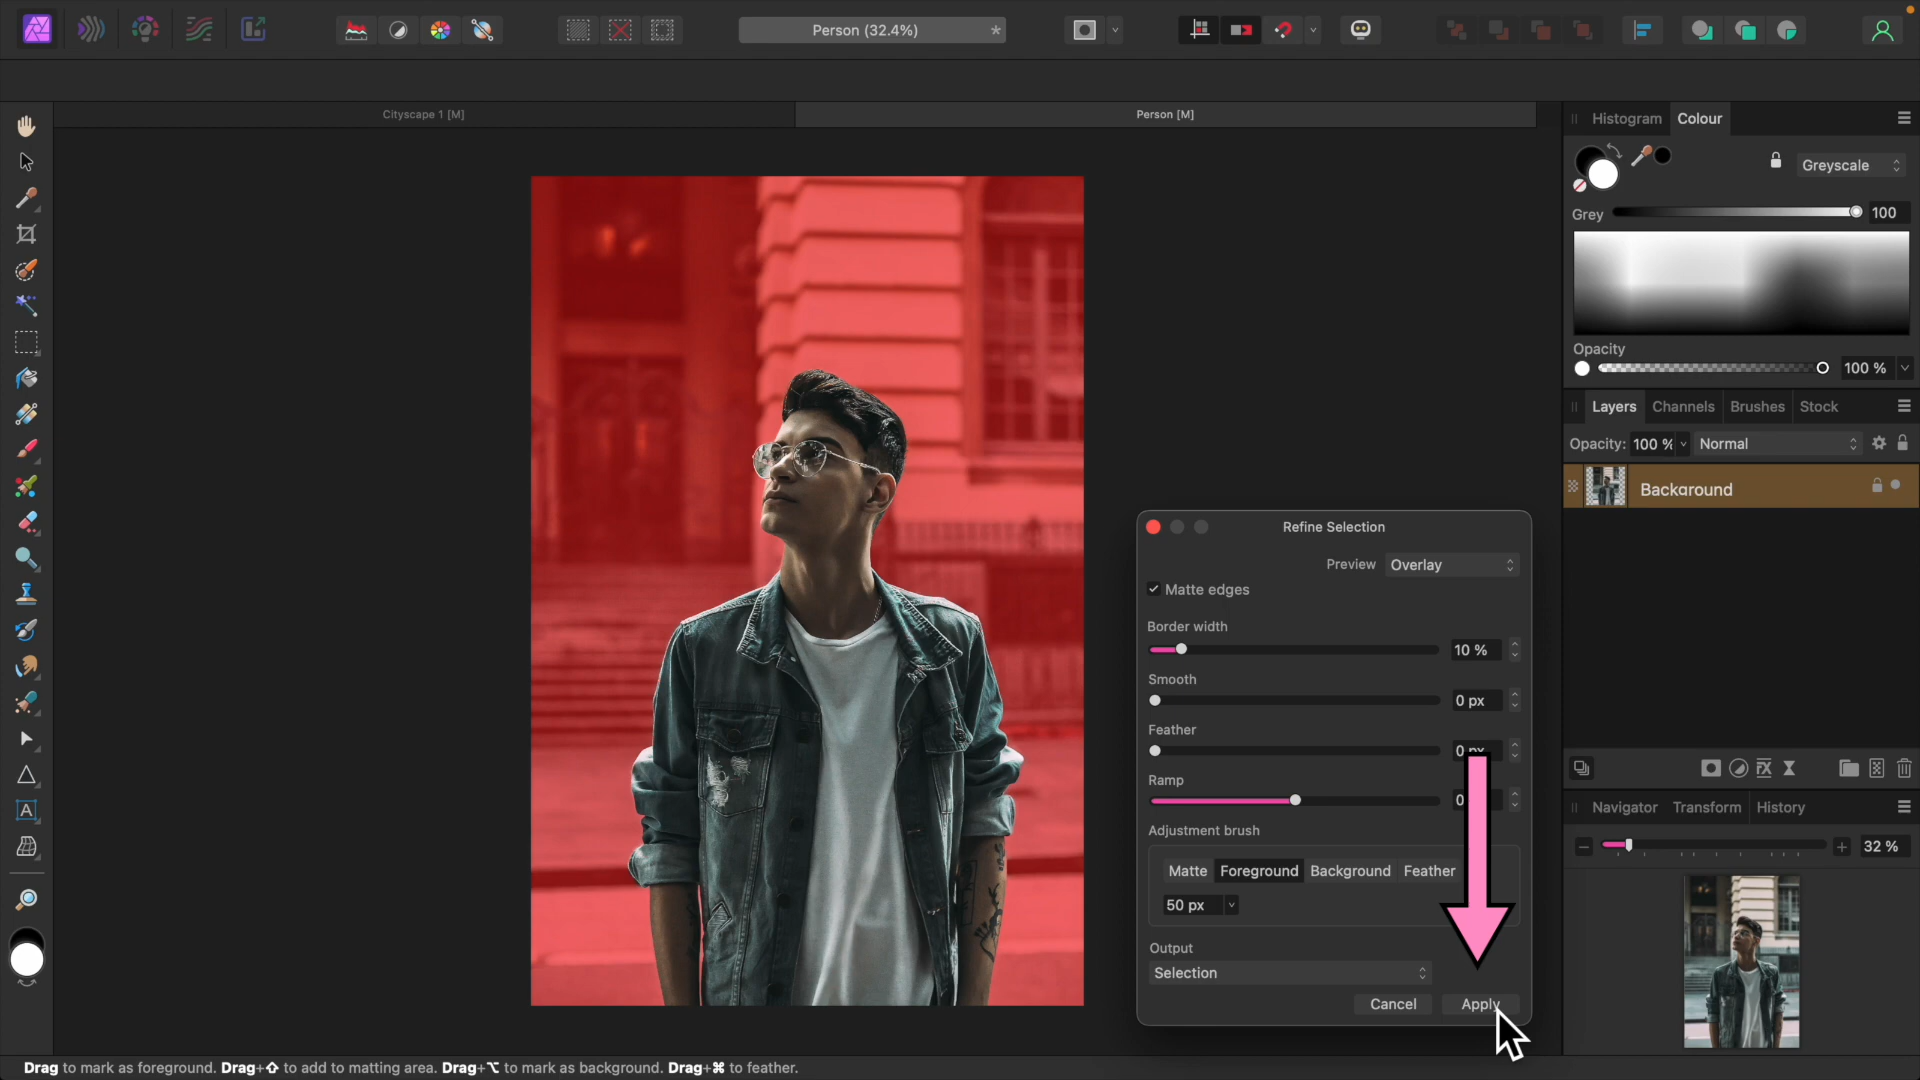 Person (32.4%) *
Cityscape 1 [M]
Person [M]
Histogram Colour
Greyscale
Grey 100
Opacity
100 %
Layers Channels Brushes Stock
Opacity: 100 % Normal
Background
Refine Selection
Preview Overlay
Matte edges
Border width
10 %
Smooth
0 px
Feather
0 px
Ramp
0
Adjustment brush
Matte Foreground Background Feather
50 px
Output
Selection
Cancel Apply
Navigator Transform History
32 %
Drag to mark as foreground. Drag+⇧ to add to matting area. Drag+⌥ to mark as background. Drag+⌘ to feather.